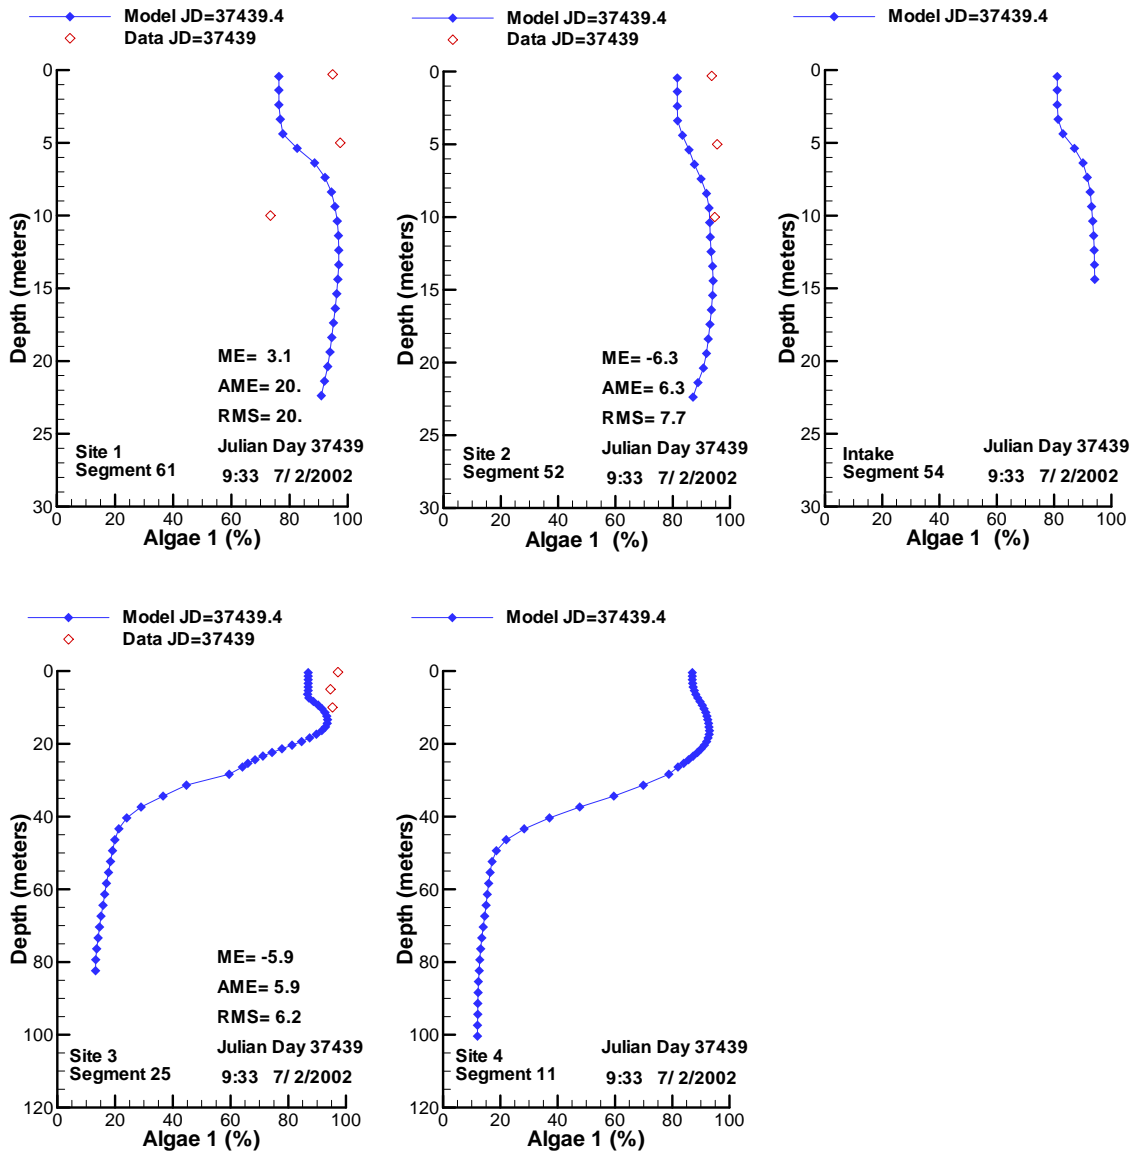 Model JD=37439.4
Data JD=37439
0
5
10
15
20
25
30
Depth (meters)
ME= 3.1
AME= 20.
RMS= 20.
Site 1
Segment 61
Julian Day 37439
9:33 7/ 2/2002
0 20 40 60 80 100
Algae 1 (%)
Model JD=37439.4
Data JD=37439
0
5
10
15
20
25
30
Depth (meters)
ME= -6.3
AME= 6.3
RMS= 7.7
Site 2
Segment 52
Julian Day 37439
9:33 7/ 2/2002
0 20 40 60 80 100
Algae 1 (%)
Model JD=37439.4
0
5
10
15
20
25
30
Depth (meters)
Intake
Segment 54
Julian Day 37439
9:33 7/ 2/2002
0 20 40 60 80 100
Algae 1 (%)
Model JD=37439.4
Data JD=37439
0
20
40
60
80
100
120
Depth (meters)
ME= -5.9
AME= 5.9
RMS= 6.2
Site 3
Segment 25
Julian Day 37439
9:33 7/ 2/2002
0 20 40 60 80 100
Algae 1 (%)
Model JD=37439.4
0
20
40
60
80
100
120
Depth (meters)
Site 4
Segment 11
Julian Day 37439
9:33 7/ 2/2002
0 20 40 60 80 100
Algae 1 (%)